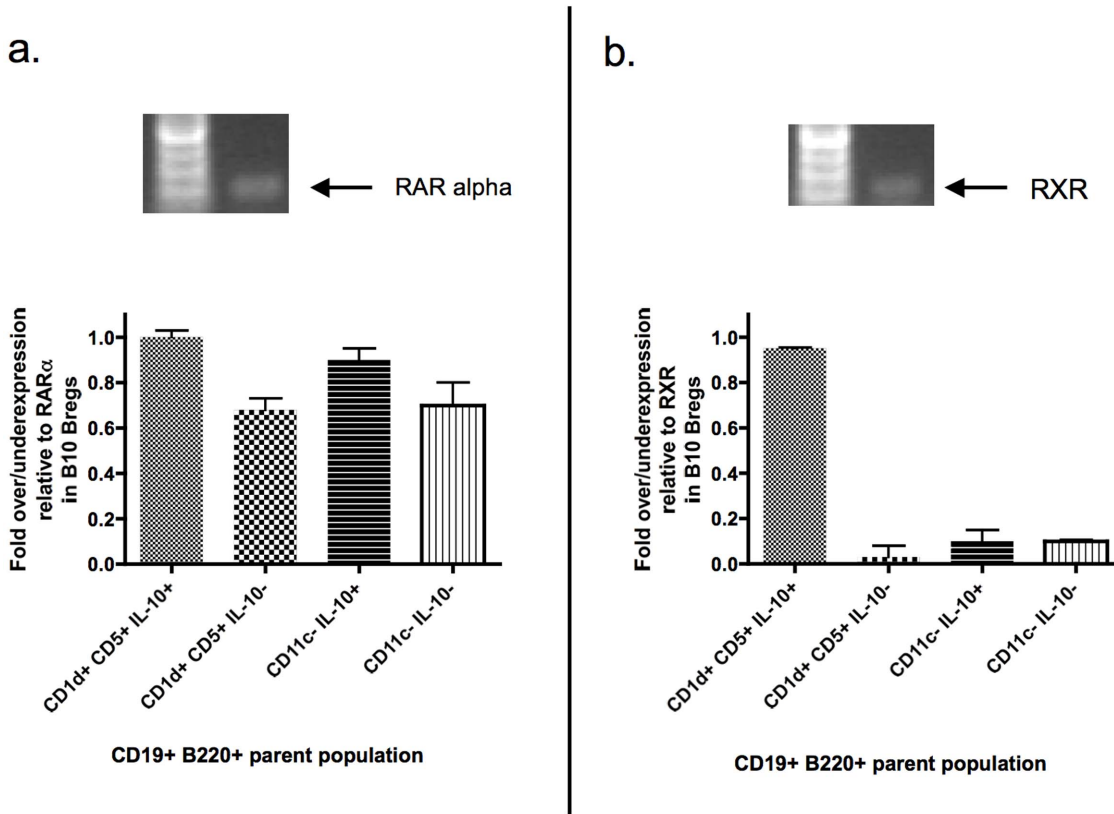 a.
RAR alpha
Fold over/underexpression
relative to RARα
in B10 Bregs
1.0
0.8
0.6
0.4
0.2
0.0
CD1d+ CD5+ IL-10+
CD1d+ CD5+ IL-10-
CD11c- IL-10+
CD11c- IL-10-
CD19+ B220+ parent population
b.
RXR
Fold over/underexpression
relative to RXR
in B10 Bregs
1.0
0.8
0.6
0.4
0.2
0.0
CD1d+ CD5+ IL-10+
CD1d+ CD5+ IL-10-
CD11c- IL-10+
CD11c- IL-10-
CD19+ B220+ parent population